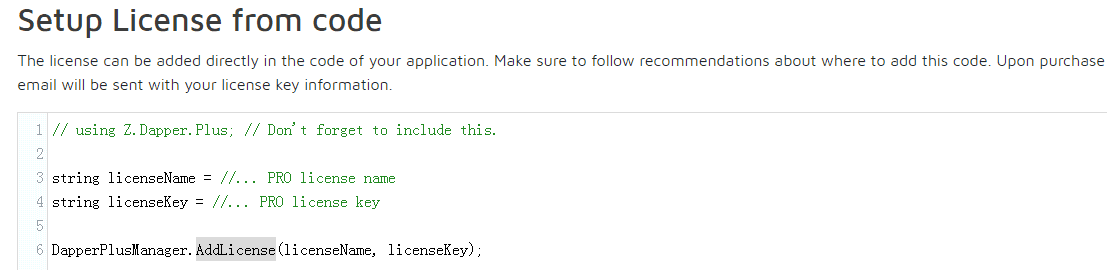 Setup License from code
The license can be added directly in the code of your application. Make sure to follow recommendations about where to add this code. Upon purchase
email will be sent with your license key information.
1 // using Z.Dapper.Plus; // Don't forget to include this.
2
3 string licenseName = //... PRO license name
4 string licenseKey = //... PRO license key
5
6 DapperPlusManager.AddLicense(licenseName, licenseKey);